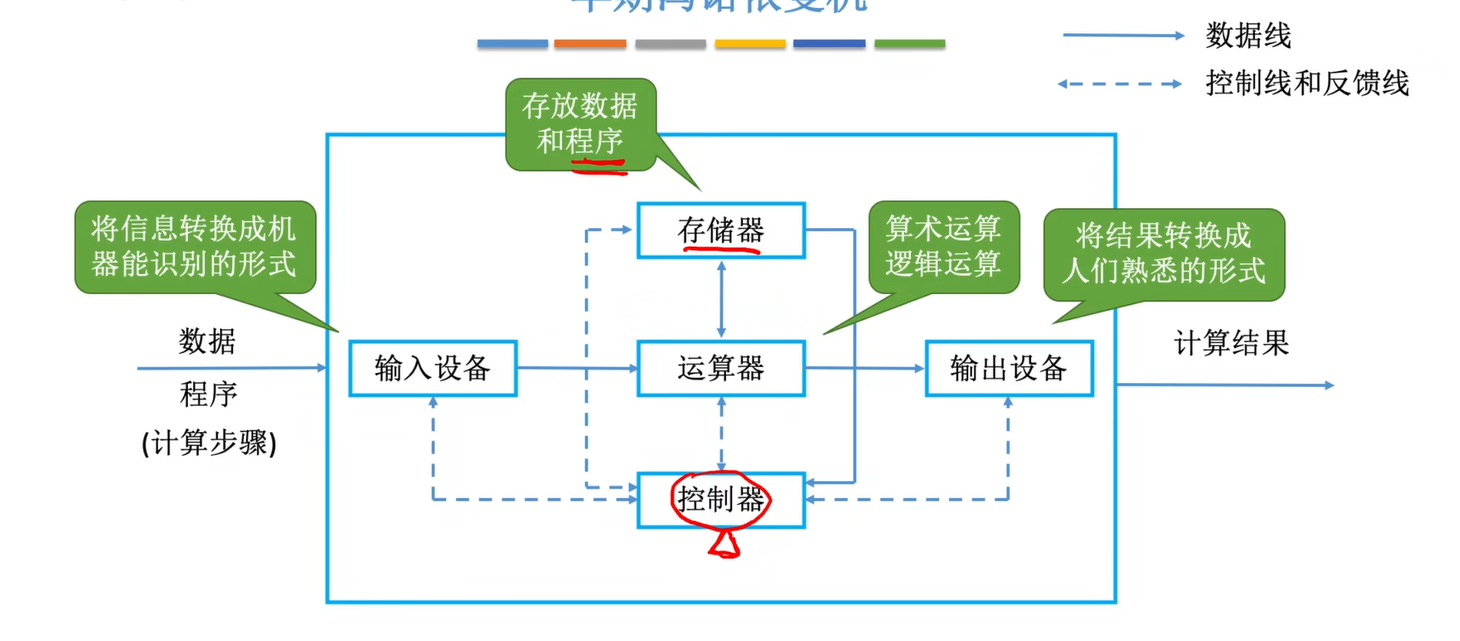 数据线
控制线和反馈线
存放数据
和程序
将信息转换成机
器能识别的形式
存储器
算术运算
逻辑运算
将结果转换成
人们熟悉的形式
数据
程序
(计算步骤)
输入设备
运算器
输出设备
计算结果
控制器